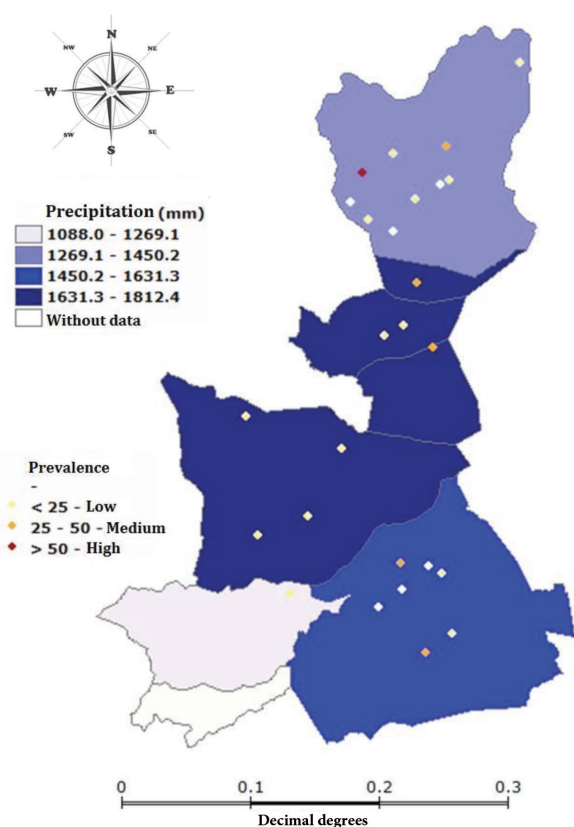 N
NW
NE
W
E
SW
SE
S
Precipitation (mm)
1088.0 - 1269.1
1269.1 - 1450.2
1450.2 - 1631.3
1631.3 - 1812.4
Without data
Prevalence
-
< 25 - Low
25 - 50 - Medium
> 50 - High
0 0.1 0.2 0.3
Decimal degrees